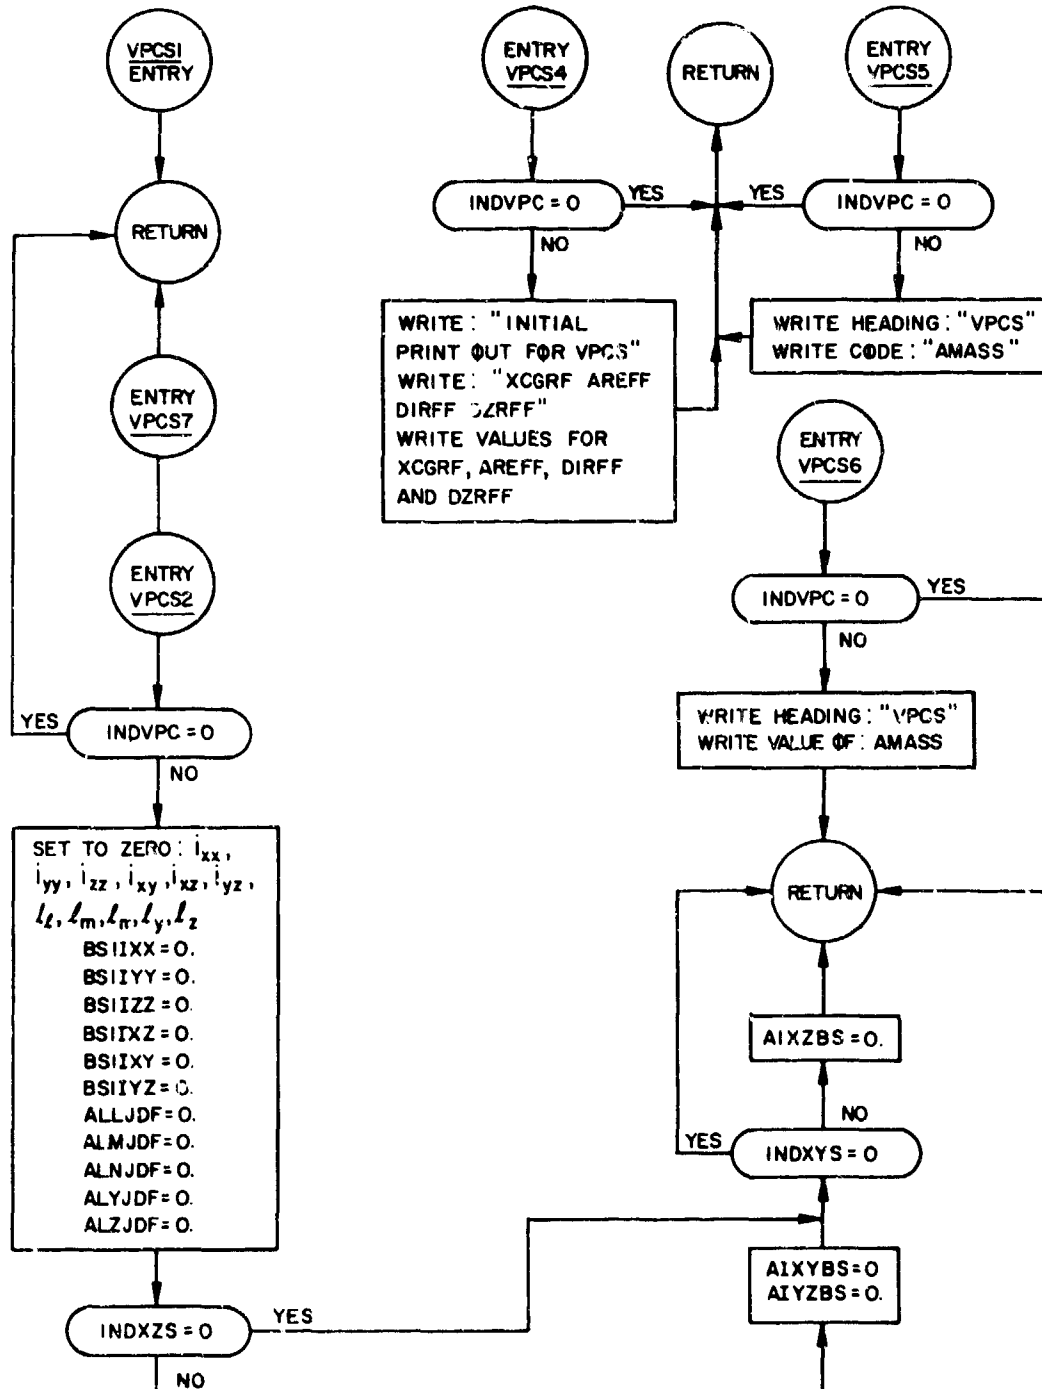 VPCS1
ENTRY
RETURN
ENTRY
VPCS7
ENTRY
VPCS2
YES
INDVPC = 0
NO
SET TO ZERO: i_xx,
i_yy, i_zz, i_xy, i_xz, i_yz,
ℓ_ℓ, ℓ_m, ℓ_n, ℓ_y, ℓ_z
BSIIXX=0.
BSIIYY=0.
BSIIZZ=0.
BSIIXZ=0.
BSIIXY=0.
BSIIYZ=0.
ALLJDF=0.
ALMJDF=0.
ALNJDF=0.
ALYJDF=0.
ALZJDF=0.
INDXZS=0
YES
NO
ENTRY
VPCS4
INDVPC=0
YES
NO
WRITE: "INITIAL
PRINT ΦUT FΦR VPCS"
WRITE: "XCGRF AREFF
DIRFF DZRFF"
WRITE VALUES FOR
XCGRF, AREFF, DIRFF
AND DZRFF
RETURN
ENTRY
VPCS5
YES
INDVPC=0
NO
WRITE HEADING: "VPCS"
WRITE CΦDE: "AMASS"
ENTRY
VPCS6
INDVPC=0
YES
NO
WRITE HEADING: "VPCS"
WRITE VALUE ΦF: AMASS
RETURN
AIXZBS=0.
NO
YES
INDXYS=0
AIXYBS=0
AIYZBS=0.